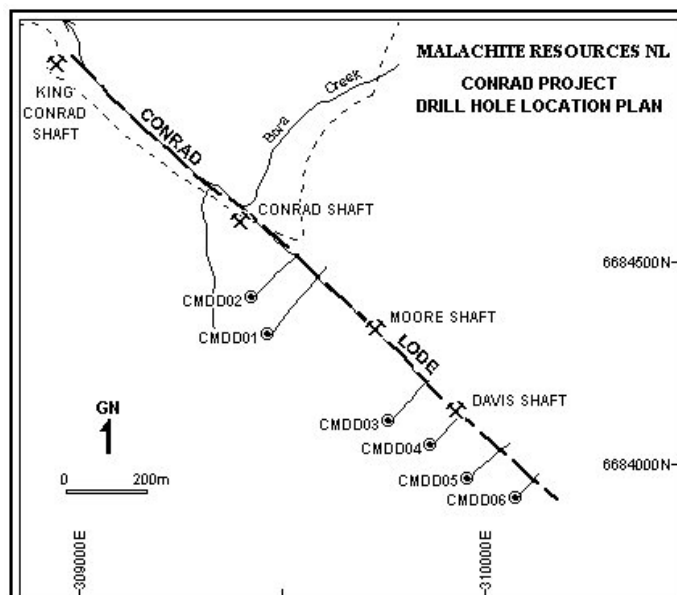 MALACHITE RESOURCES NL
CONRAD PROJECT
DRILL HOLE LOCATION PLAN
KING
CONRAD
SHAFT
CONRAD
Bora
Creek
CONRAD SHAFT
6684500N
CMDD02
CMDD01
MOORE SHAFT
LODE
DAVIS SHAFT
GN
CMDD03
CMDD04
6684000N
CMDD05
CMDD06
0
200m
309000E
310000E